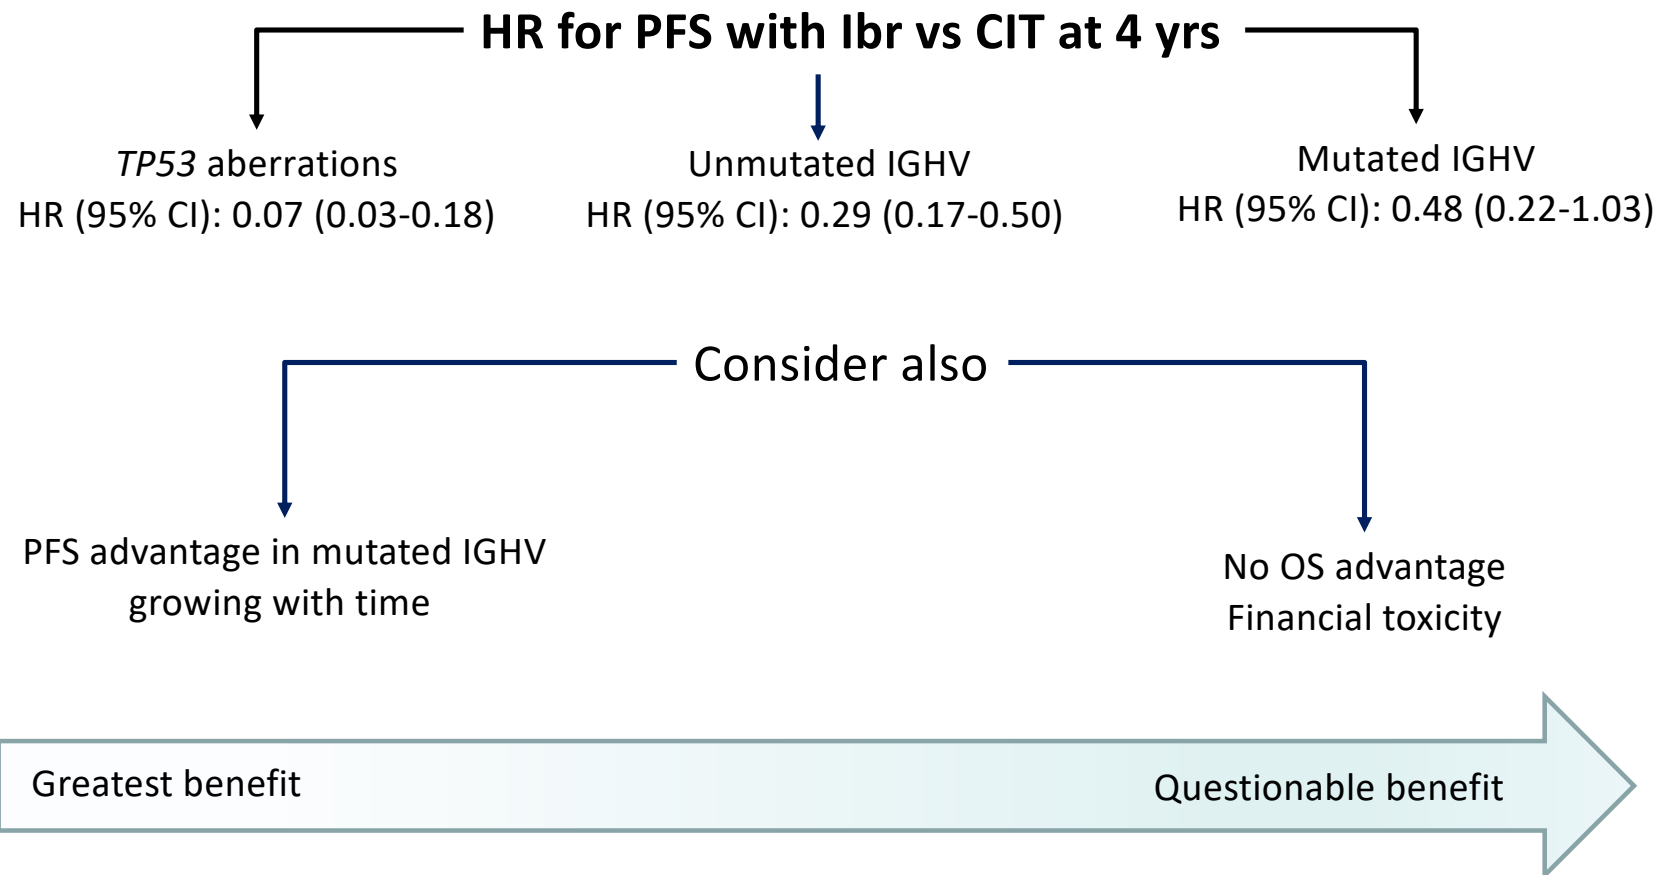 HR for PFS with Ibr vs CIT at 4 yrs
TP53 aberrations
HR (95% CI): 0.07 (0.03-0.18)
Unmutated IGHV
HR (95% CI): 0.29 (0.17-0.50)
Mutated IGHV
HR (95% CI): 0.48 (0.22-1.03)
Consider also
PFS advantage in mutated IGHV
growing with time
No OS advantage
Financial toxicity
Greatest benefit
Questionable benefit